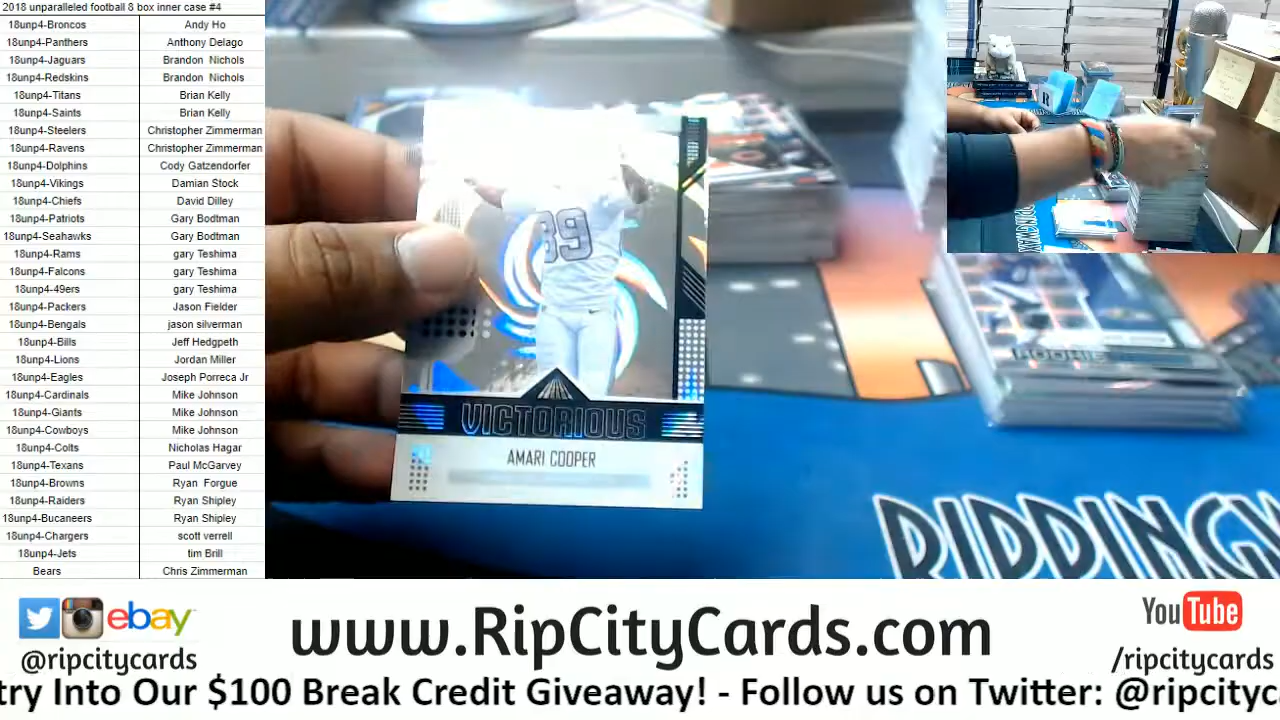 2018 unparalleled football 8 box inner case #4
18unp4-Broncos Andy Ho
18unp4-Panthers Anthony Delago
18unp4-Jaguars Brandon Nichols
18unp4-Redskins Brandon Nichols
18unp4-Titans Brian Kelly
18unp4-Saints Brian Kelly
18unp4-Steelers Christopher Zimmerman
18unp4-Ravens Christopher Zimmerman
18unp4-Dolphins Cody Gatzendorfer
18unp4-Vikings Damian Stock
18unp4-Chiefs David Dilley
18unp4-Patriots Gary Bodtman
18unp4-Seahawks Gary Bodtman
18unp4-Rams gary Teshima
18unp4-Falcons gary Teshima
18unp4-49ers gary Teshima
18unp4-Packers Jason Fielder
18unp4-Bengals jason silverman
18unp4-Bills Jeff Hedgpeth
18unp4-Lions Jordan Miller
18unp4-Eagles Joseph Porreca Jr
18unp4-Cardinals Mike Johnson
18unp4-Giants Mike Johnson
18unp4-Cowboys Mike Johnson
18unp4-Colts Nicholas Hagar
18unp4-Texans Paul McGarvey
18unp4-Browns Ryan Forgue
18unp4-Raiders Ryan Shipley
18unp4-Bucaneers Ryan Shipley
18unp4-Chargers scott verrell
18unp4-Jets tim Brill
Bears Chris Zimmerman
89
VICTORIOUS
AMARI COOPER
ROOKIE
RIPPINGW
ebay
@ripcitycards
www.RipCityCards.com
YouTube
/ripcitycards
try Into Our $100 Break Credit Giveaway! - Follow us on Twitter: @ripcityc